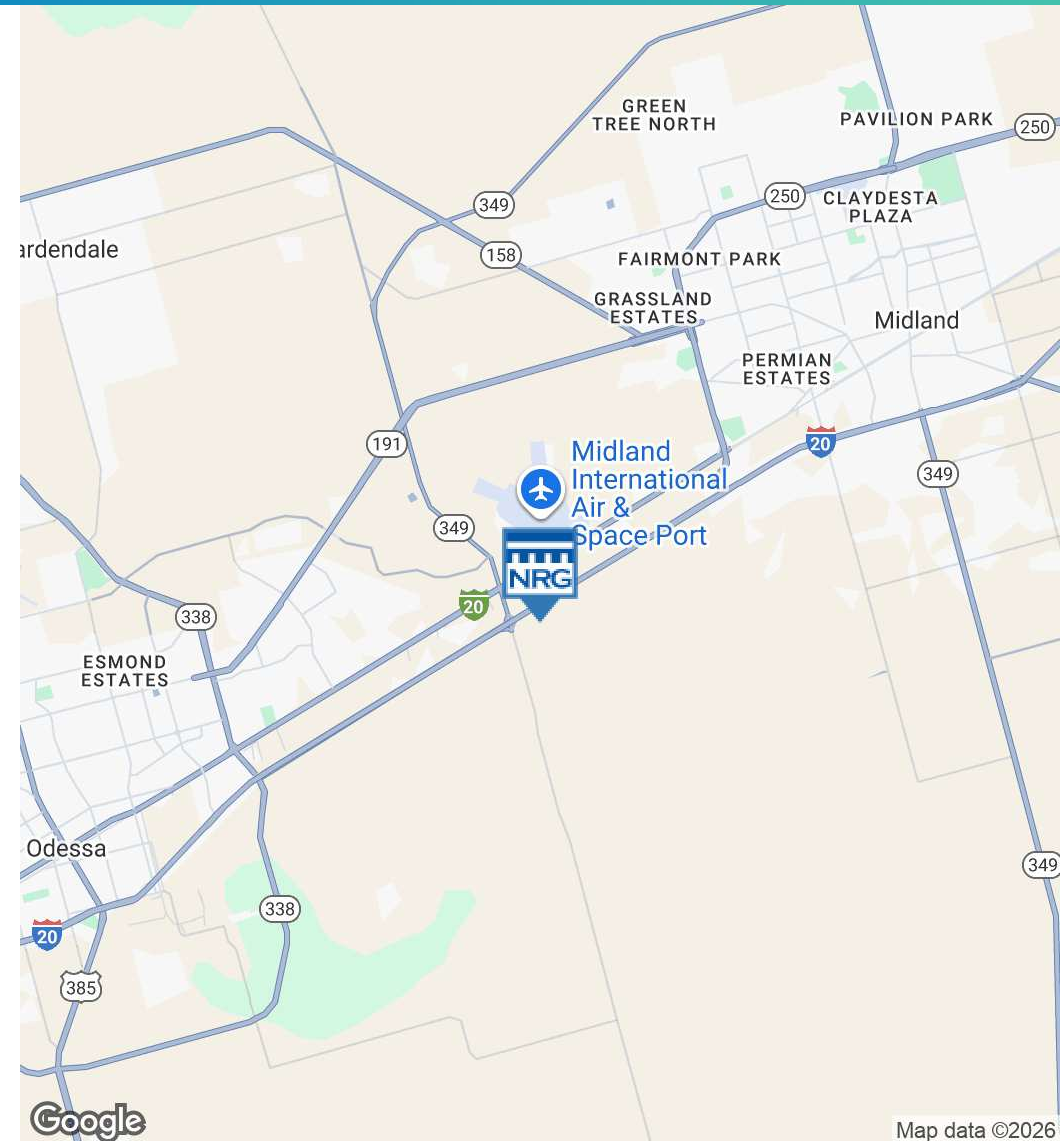 GREEN
TREE NORTH
PAVILION PARK
250
250
CLAYDESTA
PLAZA
349
158
ardendale
FAIRMONT PARK
GRASSLAND
ESTATES
Midland
PERMIAN
ESTATES
191
20
Midland
International
Air &
Space Port
349
349
NRG
20
338
ESMOND
ESTATES
Odessa
349
338
20
385
Google
Map data ©2026